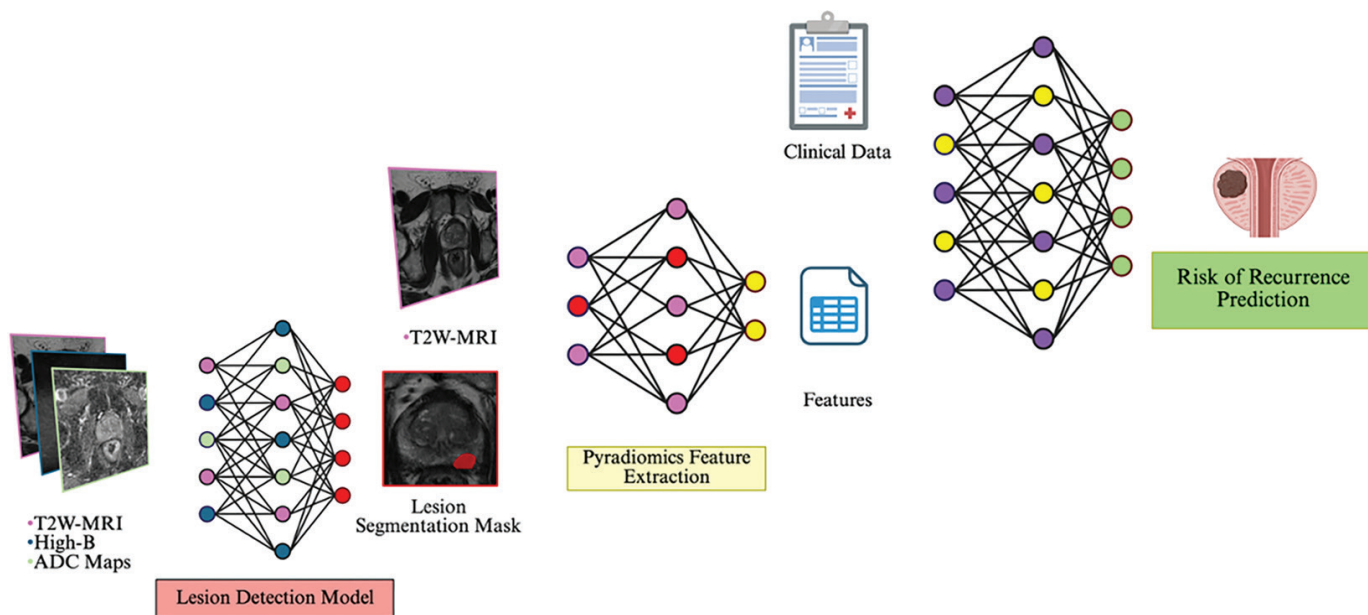 •T2W-MRI
•High-B
•ADC Maps
Lesion Detection Model
•T2W-MRI
Lesion
Segmentation Mask
Pyradiomics Feature
Extraction
Clinical Data
Features
Risk of Recurrence
Prediction